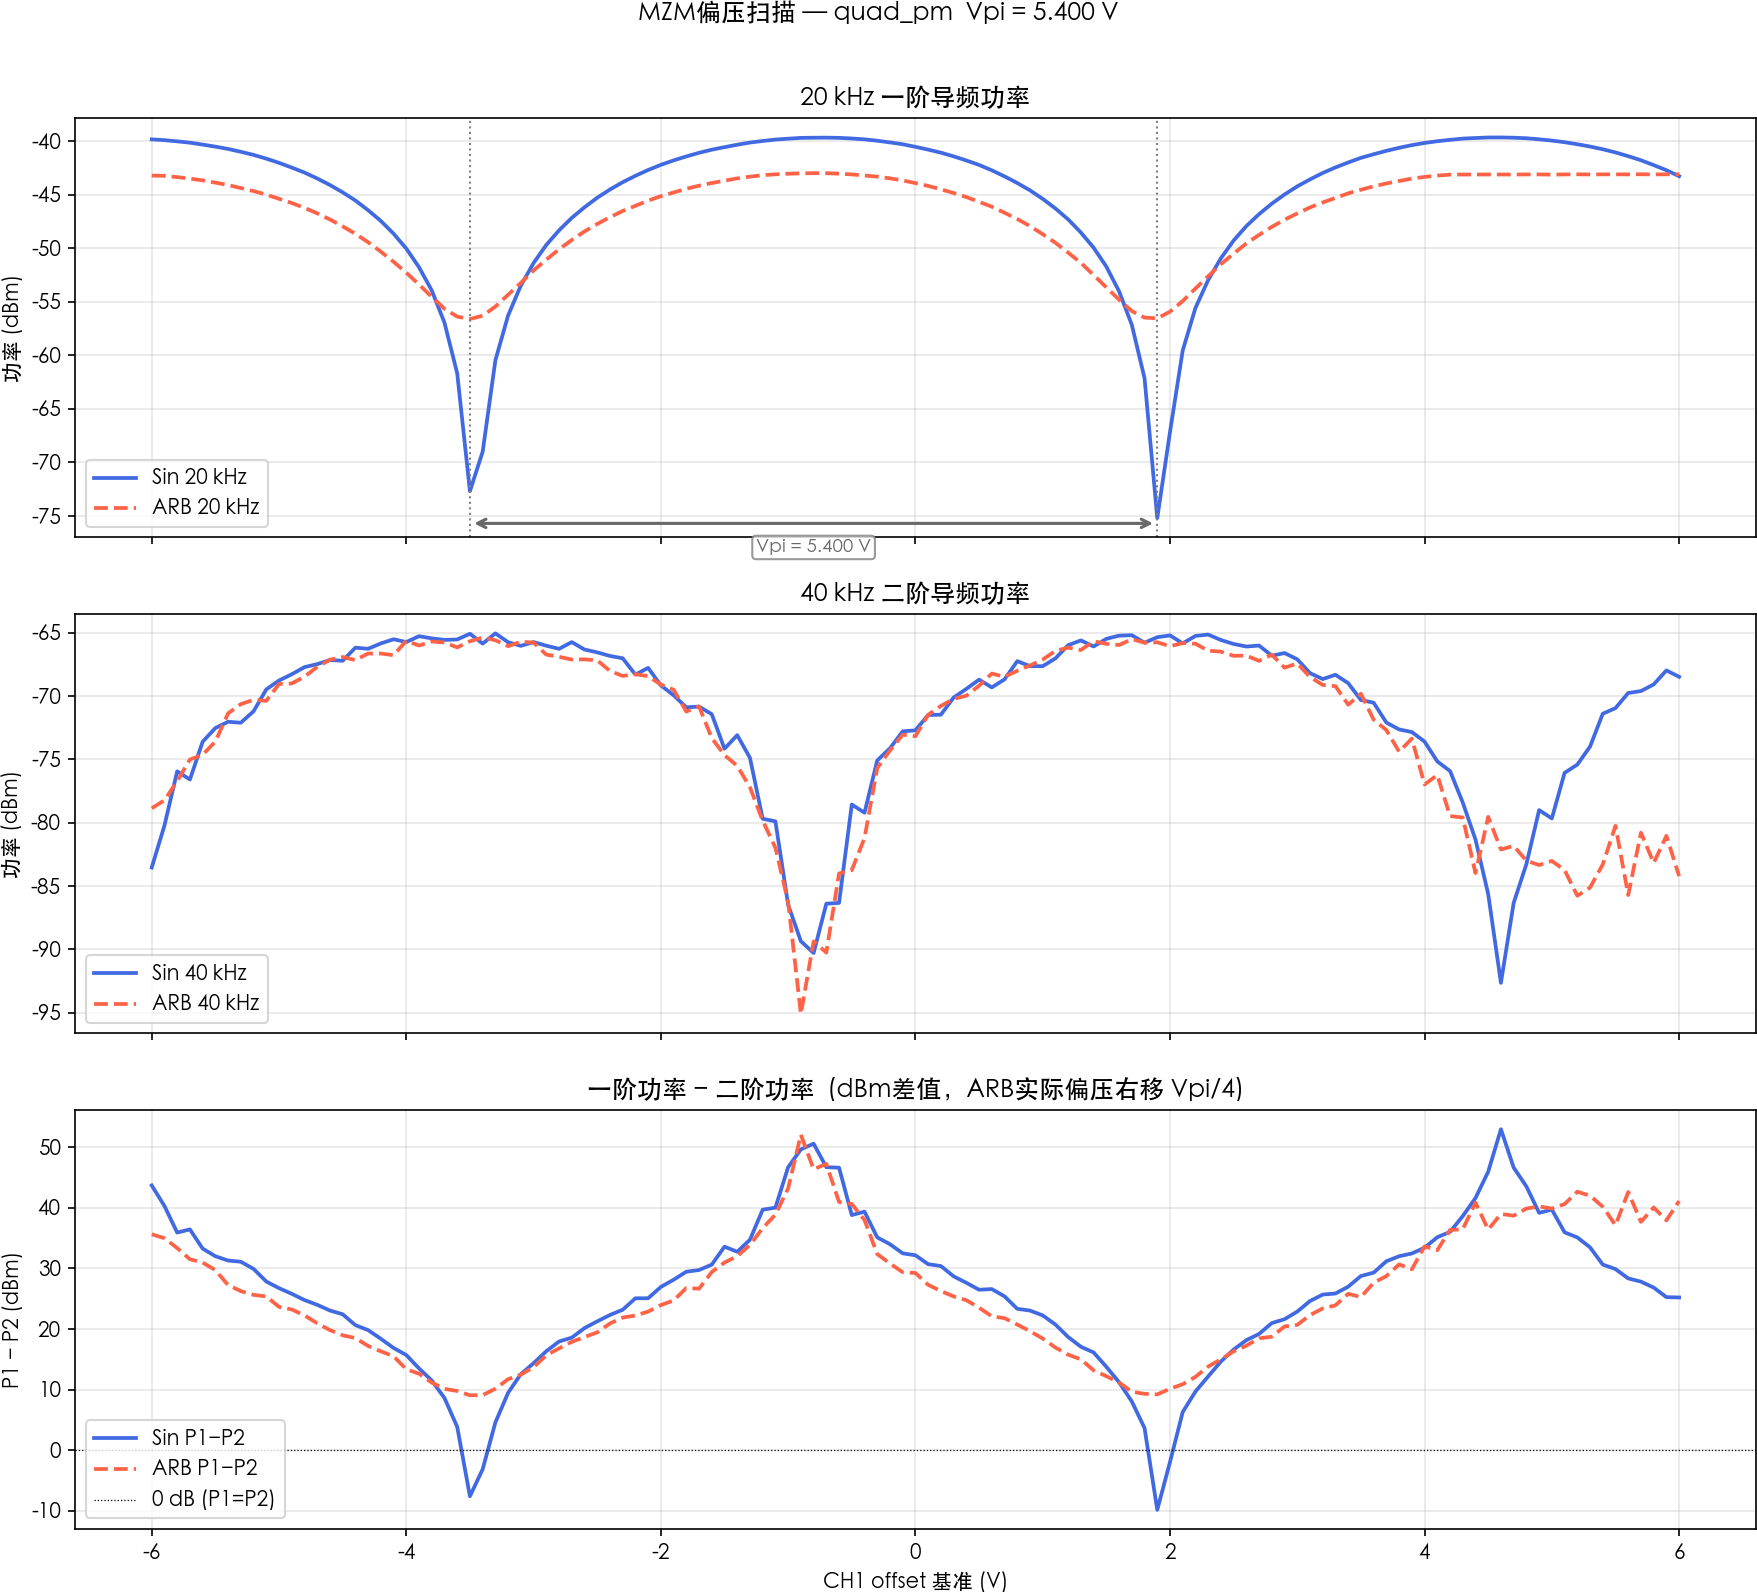 MZM偏压扫描 — quad_pm  Vpi = 5.400 V
20 kHz 一阶导频功率
-40
-45
-50
-55
-60
-65
-70
-75
功率 (dBm)
Sin 20 kHz
ARB 20 kHz
Vpi = 5.400 V
40 kHz 二阶导频功率
-65
-70
-75
-80
-85
-90
-95
功率 (dBm)
Sin 40 kHz
ARB 40 kHz
一阶功率 − 二阶功率  (dBm差值，ARB实际偏压右移 Vpi/4)
50
40
30
20
10
0
-10
P1 − P2 (dBm)
Sin P1−P2
ARB P1−P2
0 dB (P1=P2)
-6
-4
-2
0
2
4
6
CH1 offset 基准 (V)